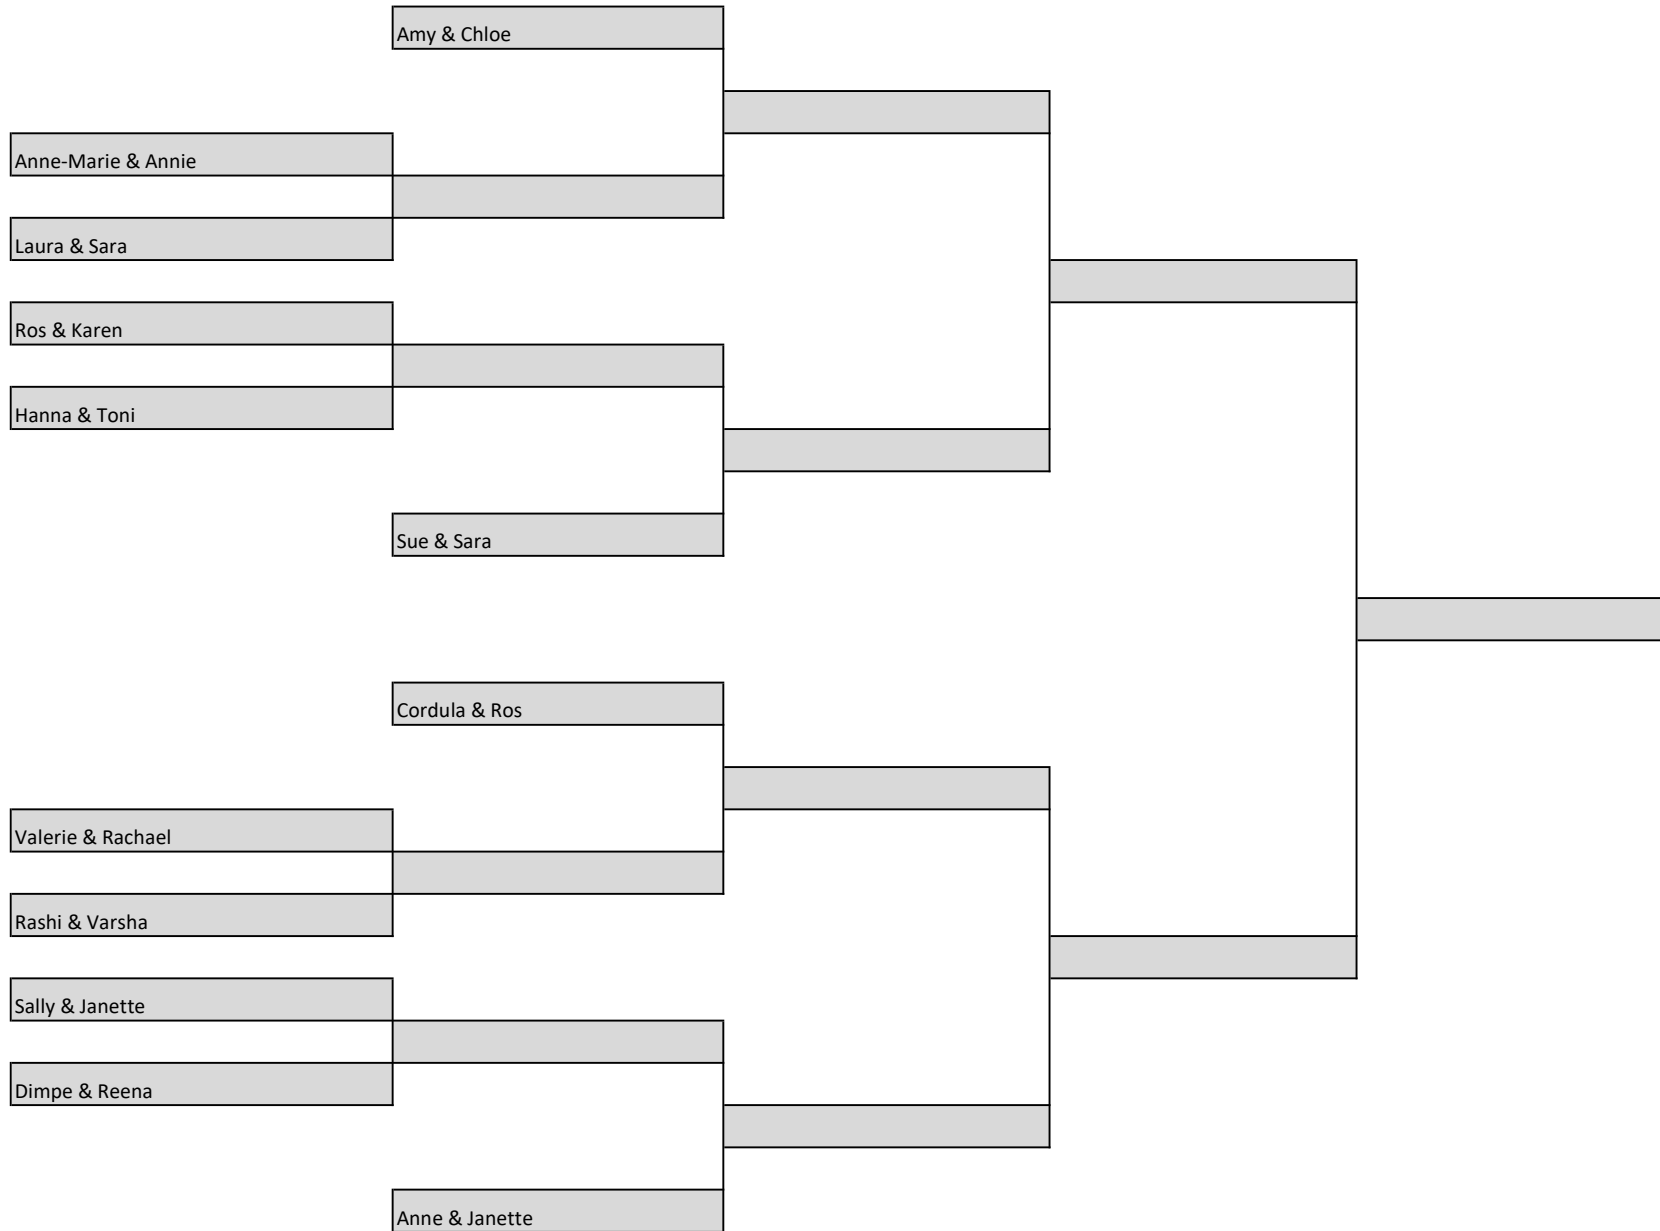 Amy & Chloe
Anne-Marie & Annie
Laura & Sara
Ros & Karen
Hanna & Toni
Sue & Sara
Cordula & Ros
Valerie & Rachael
Rashi & Varsha
Sally & Janette
Dimpe & Reena
Anne & Janette